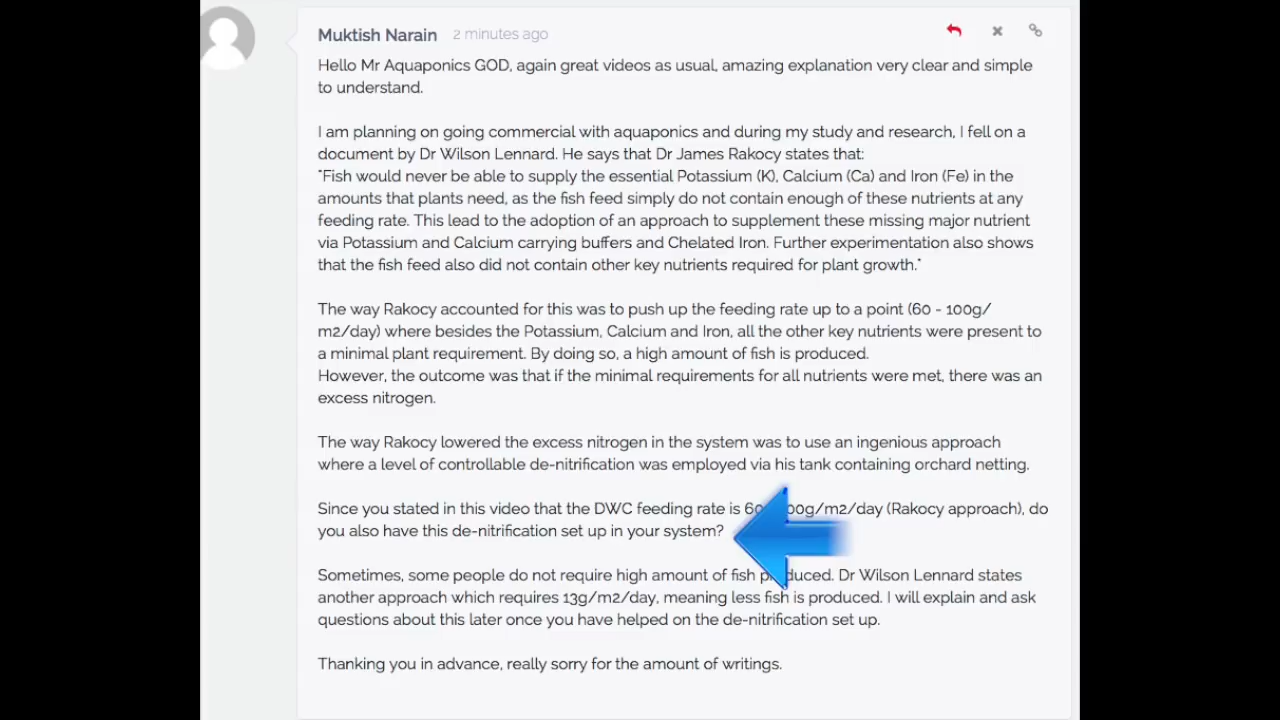 Muktish Narain 2 minutes ago
Hello Mr Aquaponics GOD, again great videos as usual, amazing explanation very clear and simple
to understand.
I am planning on going commercial with aquaponics and during my study and research, I fell on a
document by Dr Wilson Lennard. He says that Dr James Rakocy states that:
"Fish would never be able to supply the essential Potassium (K), Calcium (Ca) and Iron (Fe) in the
amounts that plants need, as the fish feed simply do not contain enough of these nutrients at any
feeding rate. This lead to the adoption of an approach to supplement these missing major nutrient
via Potassium and Calcium carrying buffers and Chelated Iron. Further experimentation also shows
that the fish feed also did not contain other key nutrients required for plant growth."
The way Rakocy accounted for this was to push up the feeding rate up to a point (60 - 100g/
m2/day) where besides the Potassium, Calcium and Iron, all the other key nutrients were present to
a minimal plant requirement. By doing so, a high amount of fish is produced.
However, the outcome was that if the minimal requirements for all nutrients were met, there was an
excess nitrogen.
The way Rakocy lowered the excess nitrogen in the system was to use an ingenious approach
where a level of controllable de-nitrification was employed via his tank containing orchard netting.
Since you stated in this video that the DWC feeding rate is (Rakocy approach), do
you also have this de-nitrification set up in your system?
Sometimes, some people do not require high amount of fish produced. Dr Wilson Lennard states
another approach which requires 13g/m2/day, meaning less fish is produced. I will explain and ask
questions about this later once you have helped on the de-nitrification set up.
Thanking you in advance, really sorry for the amount of writings.